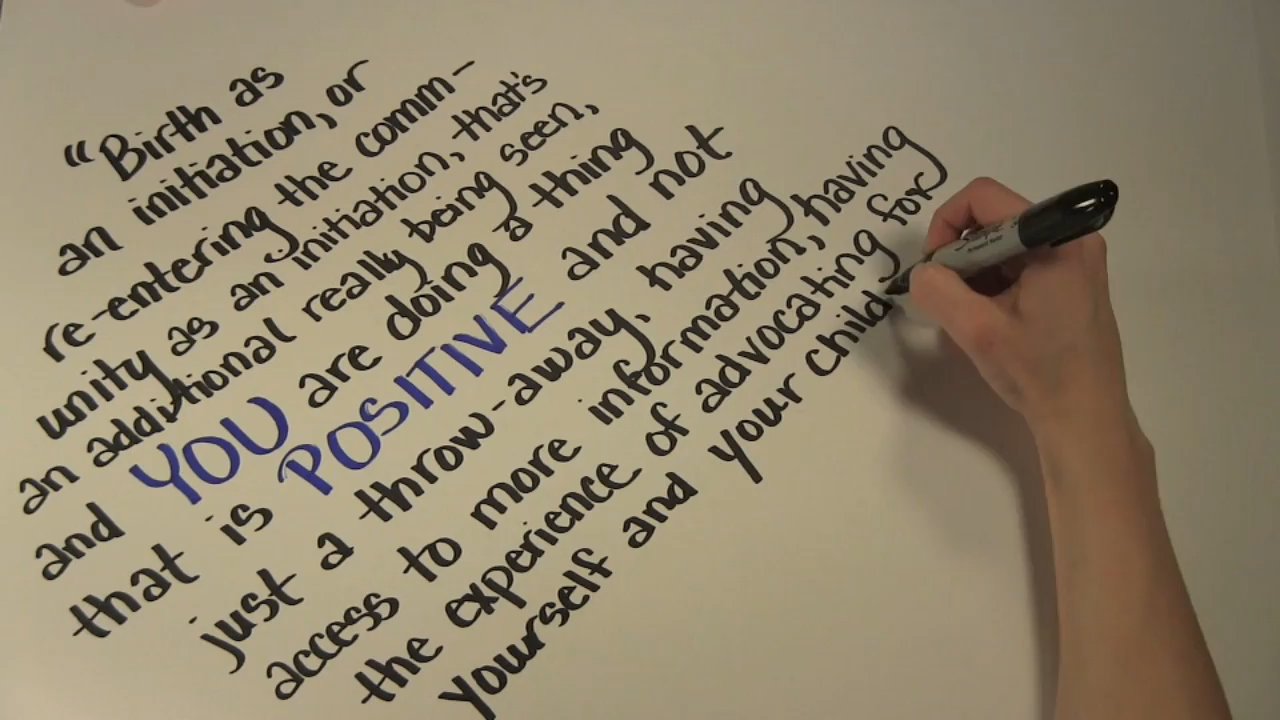 "Birth as
an initiation, or
re-entering the comm-
unity as an initiation, that's
an additional really being seen,
and YOU are doing a thing
that is POSITIVE and not
just a throw-away, having
access to more information, having
the experience of advocating for
yourself and your child